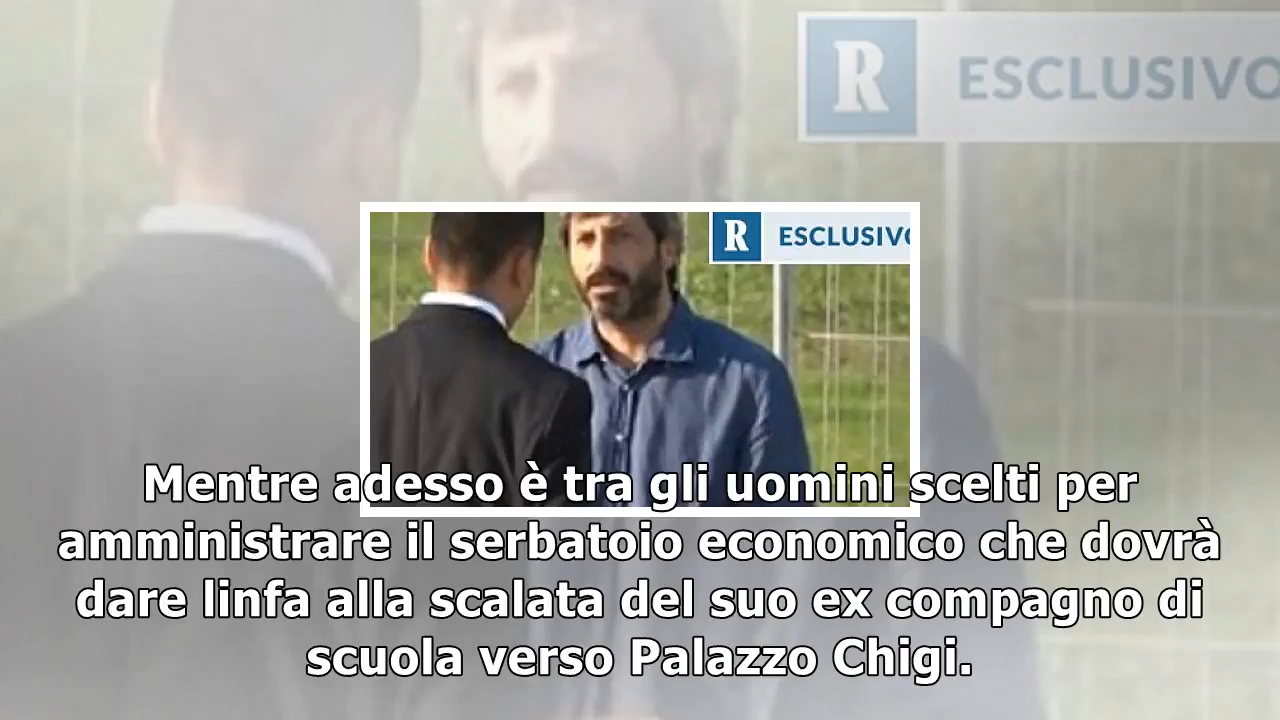 R ESCLUSIVO
R ESCLUSIVO
Mentre adesso è tra gli uomini scelti per
amministrare il serbatoio economico che dovrà
dare linfa alla scalata del suo ex compagno di
scuola verso Palazzo Chigi.